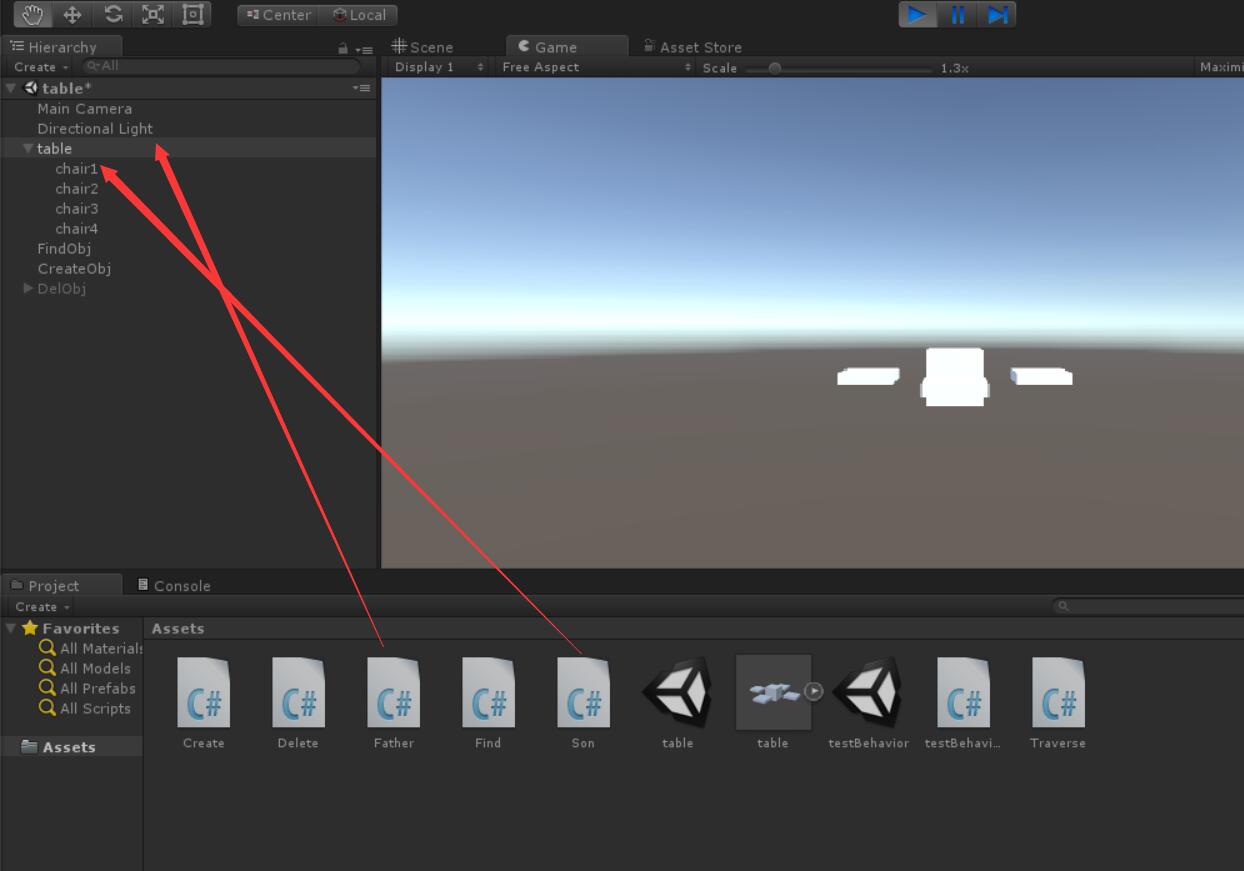 Center Local
Hierarchy
Scene Game Asset Store
Create All
Display 1 Free Aspect Scale 1.3x Maximi
table*
Main Camera
Directional Light
table
chair1
chair2
chair3
chair4
FindObj
CreateObj
DelObj
Project Console
Create
Favorites
Assets
All Materials
All Models
All Prefabs
All Scripts
Assets
C# C# C# C# C# C# C#
Create Delete Father Find Son table table testBehavior testBehavi... Traverse